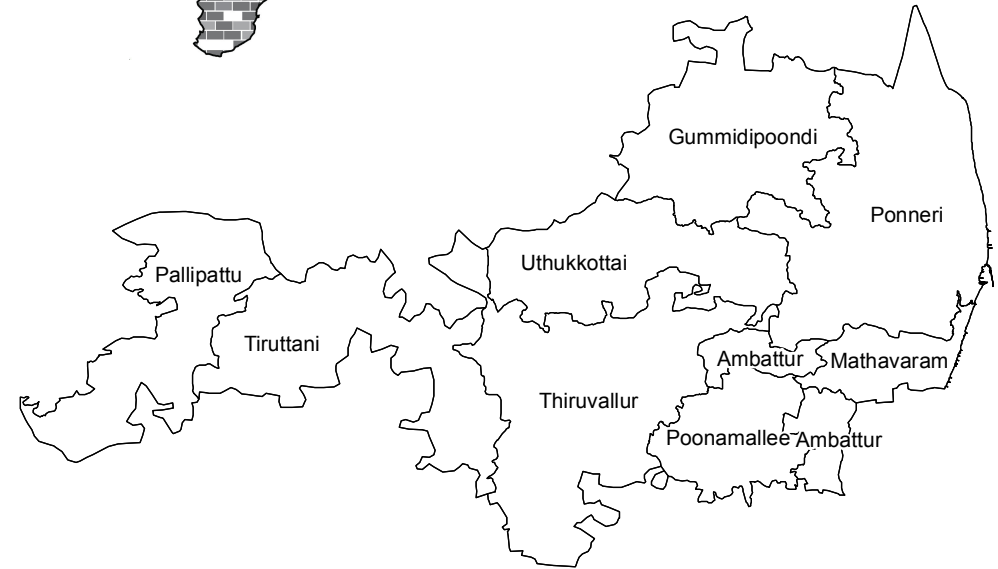 Gummidipoondi
Ponneri
Uthukkottai
Pallipattu
Tiruttani
Ambattur
Mathavaram
Thiruvallur
Poonamallee
Ambattur